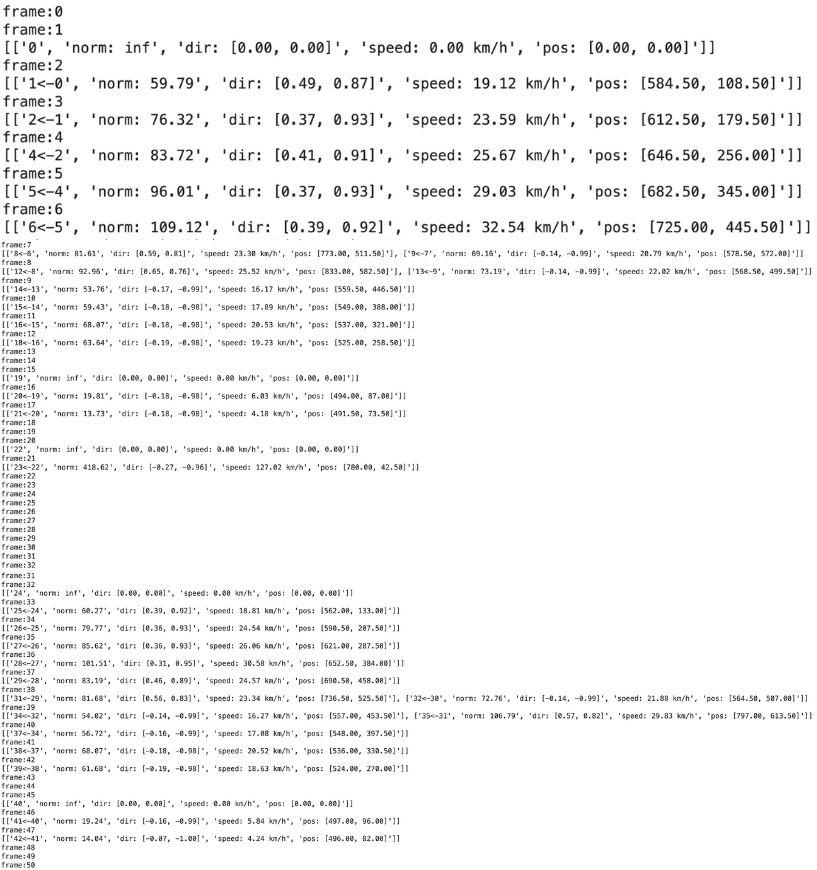 frame:0
frame:1
[['0', 'norm: inf', 'dir: [0.00, 0.00]', 'speed: 0.00 km/h', 'pos: [0.00, 0.00]']]
frame:2
[['1<-0', 'norm: 59.79', 'dir: [0.49, 0.87]', 'speed: 19.12 km/h', 'pos: [584.50, 108.50]']]
frame:3
[['2<-1', 'norm: 76.32', 'dir: [0.37, 0.93]', 'speed: 23.59 km/h', 'pos: [612.50, 179.50]']]
frame:4
[['4<-2', 'norm: 83.72', 'dir: [0.41, 0.91]', 'speed: 25.67 km/h', 'pos: [646.50, 256.00]']]
frame:5
[['5<-4', 'norm: 96.01', 'dir: [0.37, 0.93]', 'speed: 29.03 km/h', 'pos: [682.50, 345.00]']]
frame:6
[['6<-5', 'norm: 109.12', 'dir: [0.39, 0.92]', 'speed: 32.54 km/h', 'pos: [725.00, 445.50]']]
frame:7
[['8<-6', 'norm: 81.61', 'dir: [0.59, 0.81]', 'speed: 23.30 km/h', 'pos: [773.00, 511.50]'], ['9<-7', 'norm: 69.16', 'dir: [-0.14, -0.99]', 'speed: 20.79 km/h', 'pos: [578.50, 572.00]']]
frame:8
[['12<-8', 'norm: 92.96', 'dir: [0.65, 0.76]', 'speed: 25.52 km/h', 'pos: [833.00, 582.50]'], ['13<-9', 'norm: 73.19', 'dir: [-0.14, -0.99]', 'speed: 22.02 km/h', 'pos: [568.50, 499.50]']]
frame:9
[['14<-13', 'norm: 53.76', 'dir: [-0.17, -0.99]', 'speed: 16.17 km/h', 'pos: [559.50, 446.50]']]
frame:10
[['15<-14', 'norm: 59.43', 'dir: [-0.18, -0.98]', 'speed: 17.89 km/h', 'pos: [549.00, 388.00]']]
frame:11
[['16<-15', 'norm: 68.07', 'dir: [-0.18, -0.98]', 'speed: 20.53 km/h', 'pos: [537.00, 321.00]']]
frame:12
[['18<-16', 'norm: 63.64', 'dir: [-0.19, -0.98]', 'speed: 19.23 km/h', 'pos: [525.00, 258.50]']]
frame:13
frame:14
frame:15
[['19', 'norm: inf', 'dir: [0.00, 0.00]', 'speed: 0.00 km/h', 'pos: [0.00, 0.00]']]
frame:16
[['20<-19', 'norm: 19.81', 'dir: [-0.18, -0.98]', 'speed: 6.03 km/h', 'pos: [494.00, 87.00]']]
frame:17
[['21<-20', 'norm: 13.73', 'dir: [-0.18, -0.98]', 'speed: 4.18 km/h', 'pos: [491.50, 73.50]']]
frame:18
frame:19
frame:20
[['22', 'norm: inf', 'dir: [0.00, 0.00]', 'speed: 0.00 km/h', 'pos: [0.00, 0.00]']]
frame:21
[['23<-22', 'norm: 418.62', 'dir: [-0.27, -0.96]', 'speed: 127.02 km/h', 'pos: [780.00, 42.50]']]
frame:22
frame:23
frame:24
frame:25
frame:26
frame:27
frame:28
frame:29
frame:30
frame:31
frame:32
frame:31
frame:32
[['24', 'norm: inf', 'dir: [0.00, 0.00]', 'speed: 0.00 km/h', 'pos: [0.00, 0.00]']]
frame:33
[['25<-24', 'norm: 60.27', 'dir: [0.39, 0.92]', 'speed: 18.81 km/h', 'pos: [562.00, 133.00]']]
frame:34
[['26<-25', 'norm: 79.77', 'dir: [0.36, 0.93]', 'speed: 24.54 km/h', 'pos: [590.50, 207.50]']]
frame:35
[['27<-26', 'norm: 85.62', 'dir: [0.36, 0.93]', 'speed: 26.06 km/h', 'pos: [621.00, 287.50]']]
frame:36
[['28<-27', 'norm: 101.51', 'dir: [0.31, 0.95]', 'speed: 30.58 km/h', 'pos: [652.50, 384.00]']]
frame:37
[['29<-28', 'norm: 83.19', 'dir: [0.46, 0.89]', 'speed: 24.57 km/h', 'pos: [690.50, 458.00]']]
frame:38
[['31<-29', 'norm: 81.68', 'dir: [0.56, 0.83]', 'speed: 23.34 km/h', 'pos: [736.50, 525.50]'], ['32<-30', 'norm: 72.76', 'dir: [-0.14, -0.99]', 'speed: 21.88 km/h', 'pos: [564.50, 507.00]']]
frame:39
[['34<-32', 'norm: 54.02', 'dir: [-0.14, -0.99]', 'speed: 16.27 km/h', 'pos: [557.00, 453.50]'], ['35<-31', 'norm: 106.79', 'dir: [0.57, 0.82]', 'speed: 29.83 km/h', 'pos: [797.00, 613.50]']]
frame:40
[['37<-34', 'norm: 56.72', 'dir: [-0.16, -0.99]', 'speed: 17.08 km/h', 'pos: [548.00, 397.50]']]
frame:41
[['38<-37', 'norm: 68.07', 'dir: [-0.18, -0.98]', 'speed: 20.52 km/h', 'pos: [536.00, 330.50]']]
frame:42
[['39<-38', 'norm: 61.68', 'dir: [-0.19, -0.98]', 'speed: 18.63 km/h', 'pos: [524.00, 270.00]']]
frame:43
frame:44
frame:45
[['40', 'norm: inf', 'dir: [0.00, 0.00]', 'speed: 0.00 km/h', 'pos: [0.00, 0.00]']]
frame:46
[['41<-40', 'norm: 19.24', 'dir: [-0.16, -0.99]', 'speed: 5.84 km/h', 'pos: [497.00, 96.00]']]
frame:47
[['42<-41', 'norm: 14.04', 'dir: [-0.07, -1.00]', 'speed: 4.24 km/h', 'pos: [496.00, 82.00]']]
frame:48
frame:49
frame:50